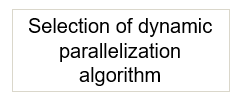 Selection of dynamic
parallelization
algorithm